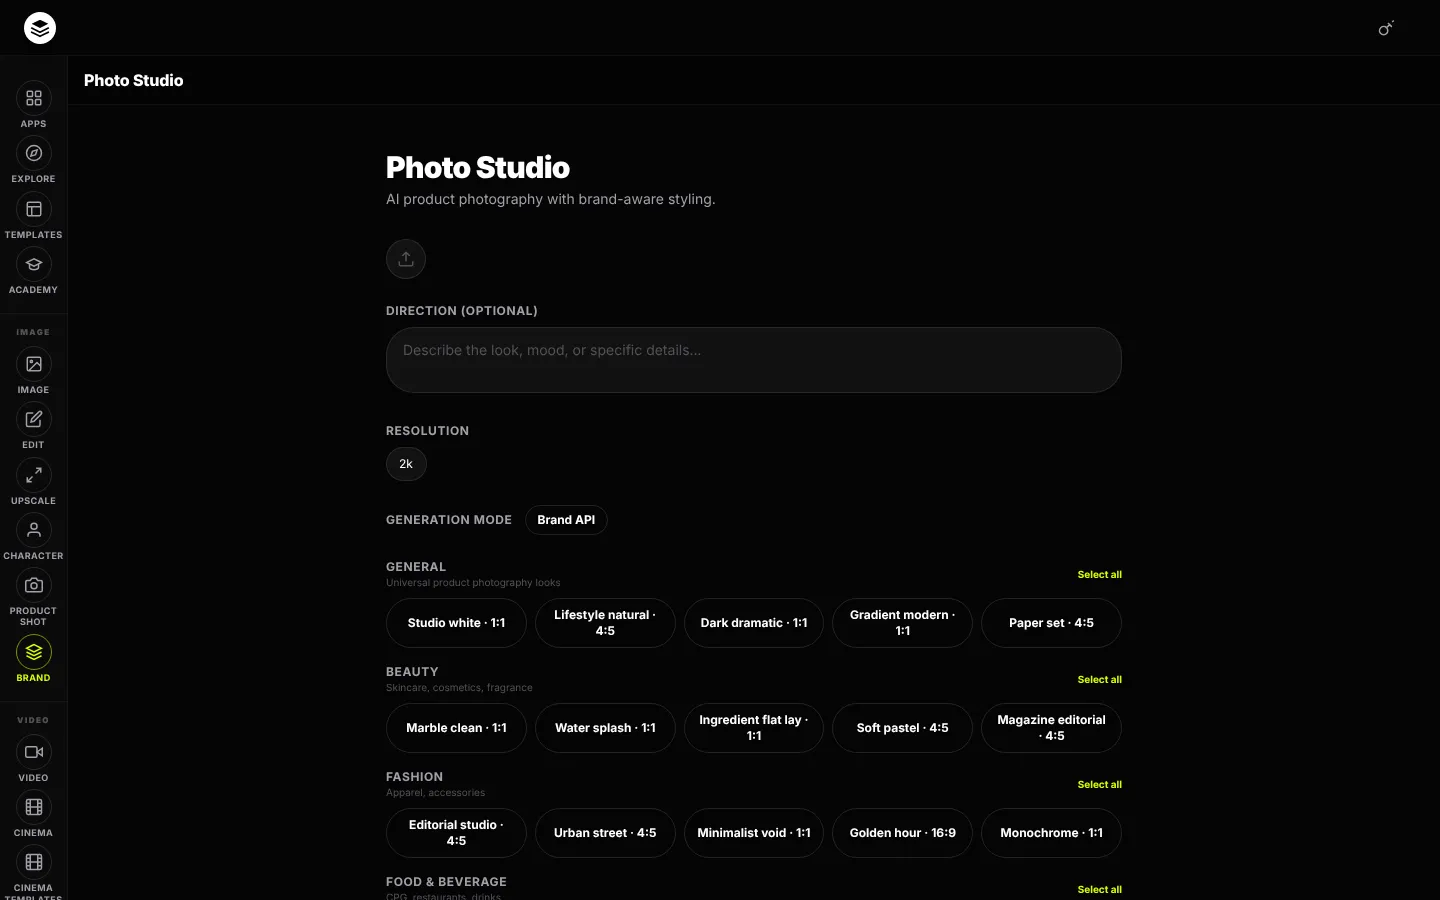 Photo Studio
APPS
EXPLORE
TEMPLATES
ACADEMY
IMAGE
IMAGE
EDIT
UPSCALE
CHARACTER
PRODUCT
SHOT
BRAND
VIDEO
VIDEO
CINEMA
CINEMA
TEMPLATES
Photo Studio
AI product photography with brand-aware styling.
DIRECTION (OPTIONAL)
Describe the look, mood, or specific details...
RESOLUTION
2k
GENERATION MODE Brand API
GENERAL
Universal product photography looks
Select all
Studio white · 1:1
Lifestyle natural ·
4:5
Dark dramatic · 1:1
Gradient modern ·
1:1
Paper set · 4:5
BEAUTY
Skincare, cosmetics, fragrance
Select all
Marble clean · 1:1
Water splash · 1:1
Ingredient flat lay ·
1:1
Soft pastel · 4:5
Magazine editorial
· 4:5
FASHION
Apparel, accessories
Select all
Editorial studio ·
4:5
Urban street · 4:5
Minimalist void · 1:1
Golden hour · 16:9
Monochrome · 1:1
FOOD & BEVERAGE
CPG, restaurants, drinks
Select all